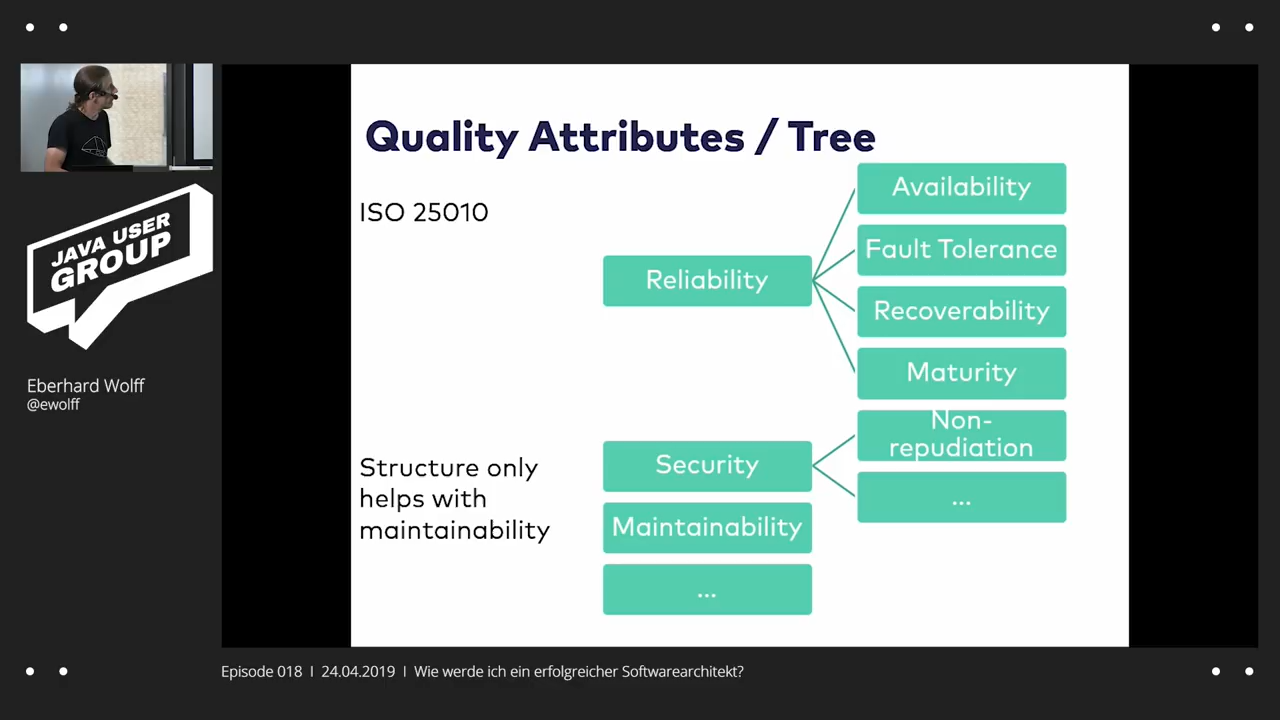 JAVA USER
GROUP
Eberhard Wolff
@ewolff
Quality Attributes / Tree
ISO 25010
Structure only
helps with
maintainability
Reliability
Availability
Fault Tolerance
Recoverability
Maturity
Security
Non-
repudiation
...
Maintainability
...
Episode 018 I 24.04.2019 I Wie werde ich ein erfolgreicher Softwarearchitekt?